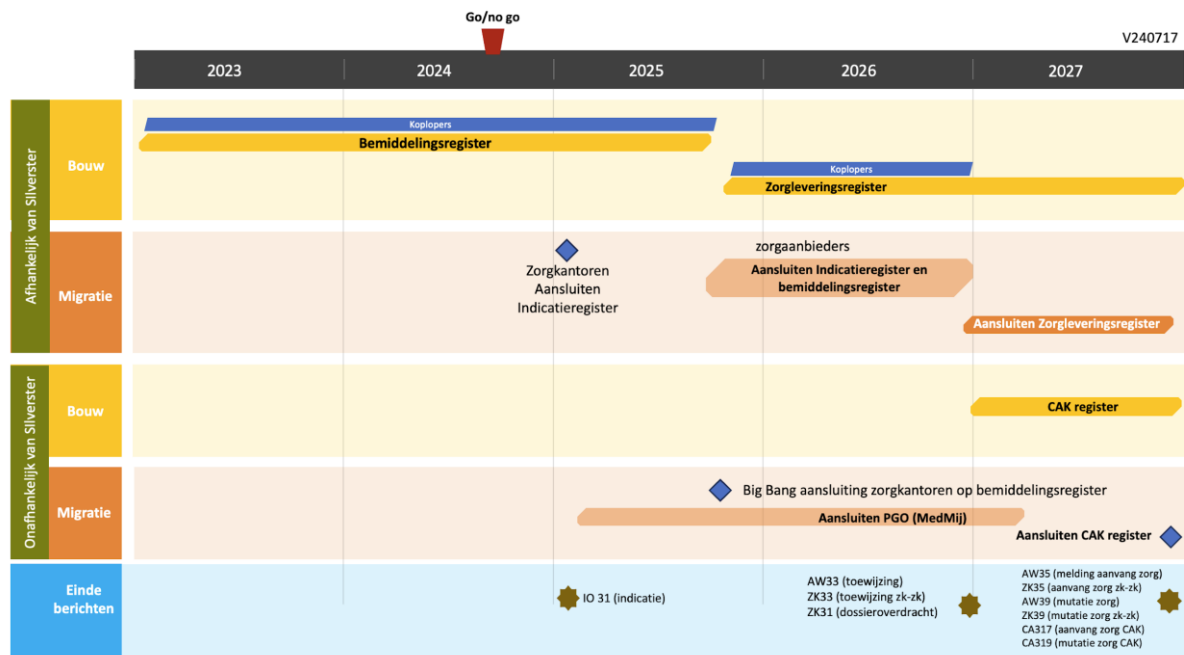 Go/no go
V240717
2023
2024
2025
2026
2027
Afhankelijk van SIlverster
Bouw
Koplopers
Bemiddelingsregister
Koplopers
Zorgleveringsregister
Migratie
Zorgkantoren
Aansluiten
Indicatieregister
zorgaanbieders
Aansluiten Indicatieregister en
bemiddelingsregister
Aansluiten Zorgleveringsregister
Onafhankelijk van SIlverster
Bouw
CAK register
Migratie
Big Bang aansluiting zorgkantoren op bemiddelingsregister
Aansluiten PGO (MedMij)
Aansluiten CAK register
Einde
berichten
IO 31 (indicatie)
AW33 (toewijzing)
ZK33 (toewijzing zk-zk)
ZK31 (dossieroverdracht)
AW35 (melding aanvang zorg)
ZK35 (aanvang zorg zk-zk)
AW39 (mutatie zorg)
ZK39 (mutatie zorg zk-zk)
CA317 (aanvang zorg CAK)
CA319 (mutatie zorg CAK)